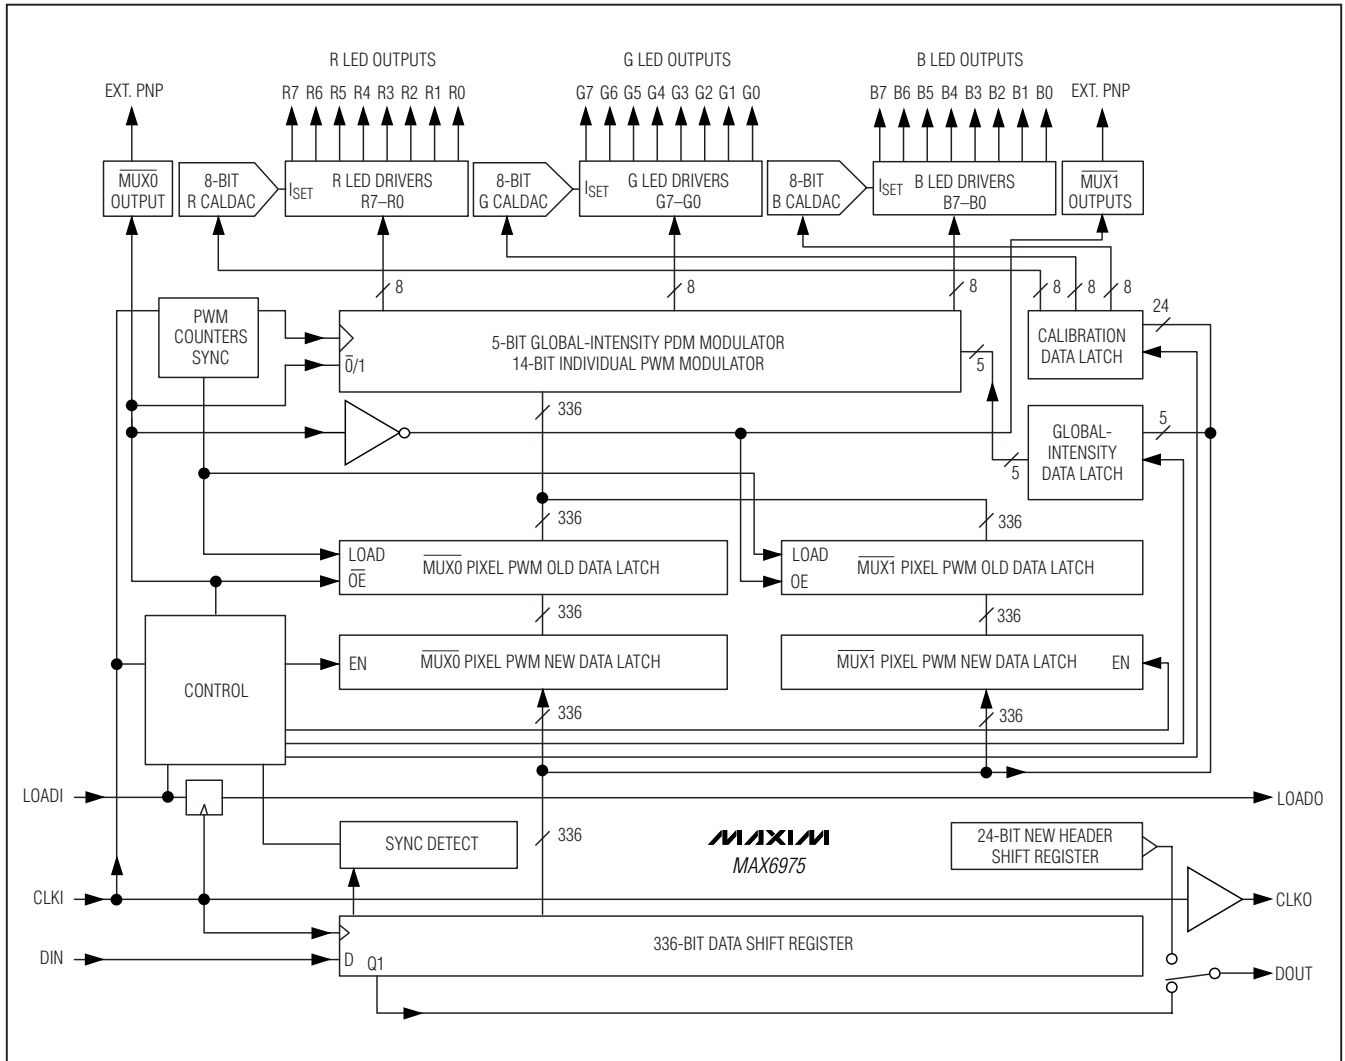 R LED OUTPUTS
G LED OUTPUTS
B LED OUTPUTS
EXT. PNP
R7 R6 R5 R4 R3 R2 R1 R0
G7 G6 G5 G4 G3 G2 G1 G0
B7 B6 B5 B4 B3 B2 B1 B0
EXT. PNP
M̅U̅X̅0̅
OUTPUT
8-BIT
R CALDAC
ISET
R LED DRIVERS
R7–R0
8-BIT
G CALDAC
ISET
G LED DRIVERS
G7–G0
8-BIT
B CALDAC
ISET
B LED DRIVERS
B7–B0
M̅U̅X̅1̅
OUTPUTS
8
8
8
8
8
8
24
PWM
COUNTERS
SYNC
0̅/1
5-BIT GLOBAL-INTENSITY PDM MODULATOR
14-BIT INDIVIDUAL PWM MODULATOR
5
CALIBRATION
DATA LATCH
336
5
GLOBAL-
INTENSITY
DATA LATCH
5
336
336
LOAD
O̅E̅
M̅U̅X̅0̅ PIXEL PWM OLD DATA LATCH
LOAD
OE
M̅U̅X̅1̅ PIXEL PWM OLD DATA LATCH
336
336
CONTROL
EN
M̅U̅X̅0̅ PIXEL PWM NEW DATA LATCH
M̅U̅X̅1̅ PIXEL PWM NEW DATA LATCH
EN
336
336
LOADI
LOADO
SYNC DETECT
336
MAXIM
MAX6975
24-BIT NEW HEADER
SHIFT REGISTER
CLKI
CLKO
336-BIT DATA SHIFT REGISTER
DIN
D
Q1
DOUT